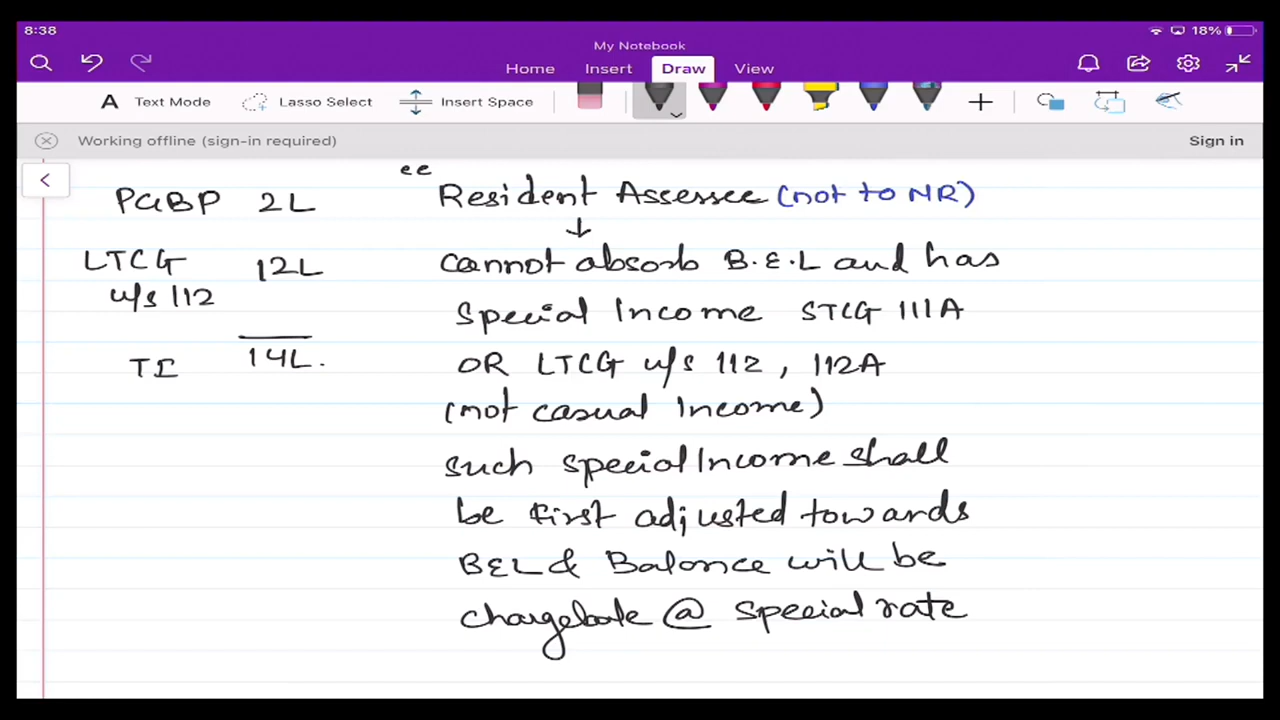 8:38
18%
My Notebook
Home Insert Draw View
A Text Mode Lasso Select Insert Space
Working offline (sign-in required) Sign in
PGBP 2L
LTCG 12L
u/s 112
14L.
TI
"Resident Assessee (not to NR)
↓
cannot absorb B.E.L and has
Special Income STCG 111A
OR LTCG u/s 112, 112A
(not casual Income)
such special Income shall
be first adjusted towards
BEL & Balance will be
chargebale @ special rate